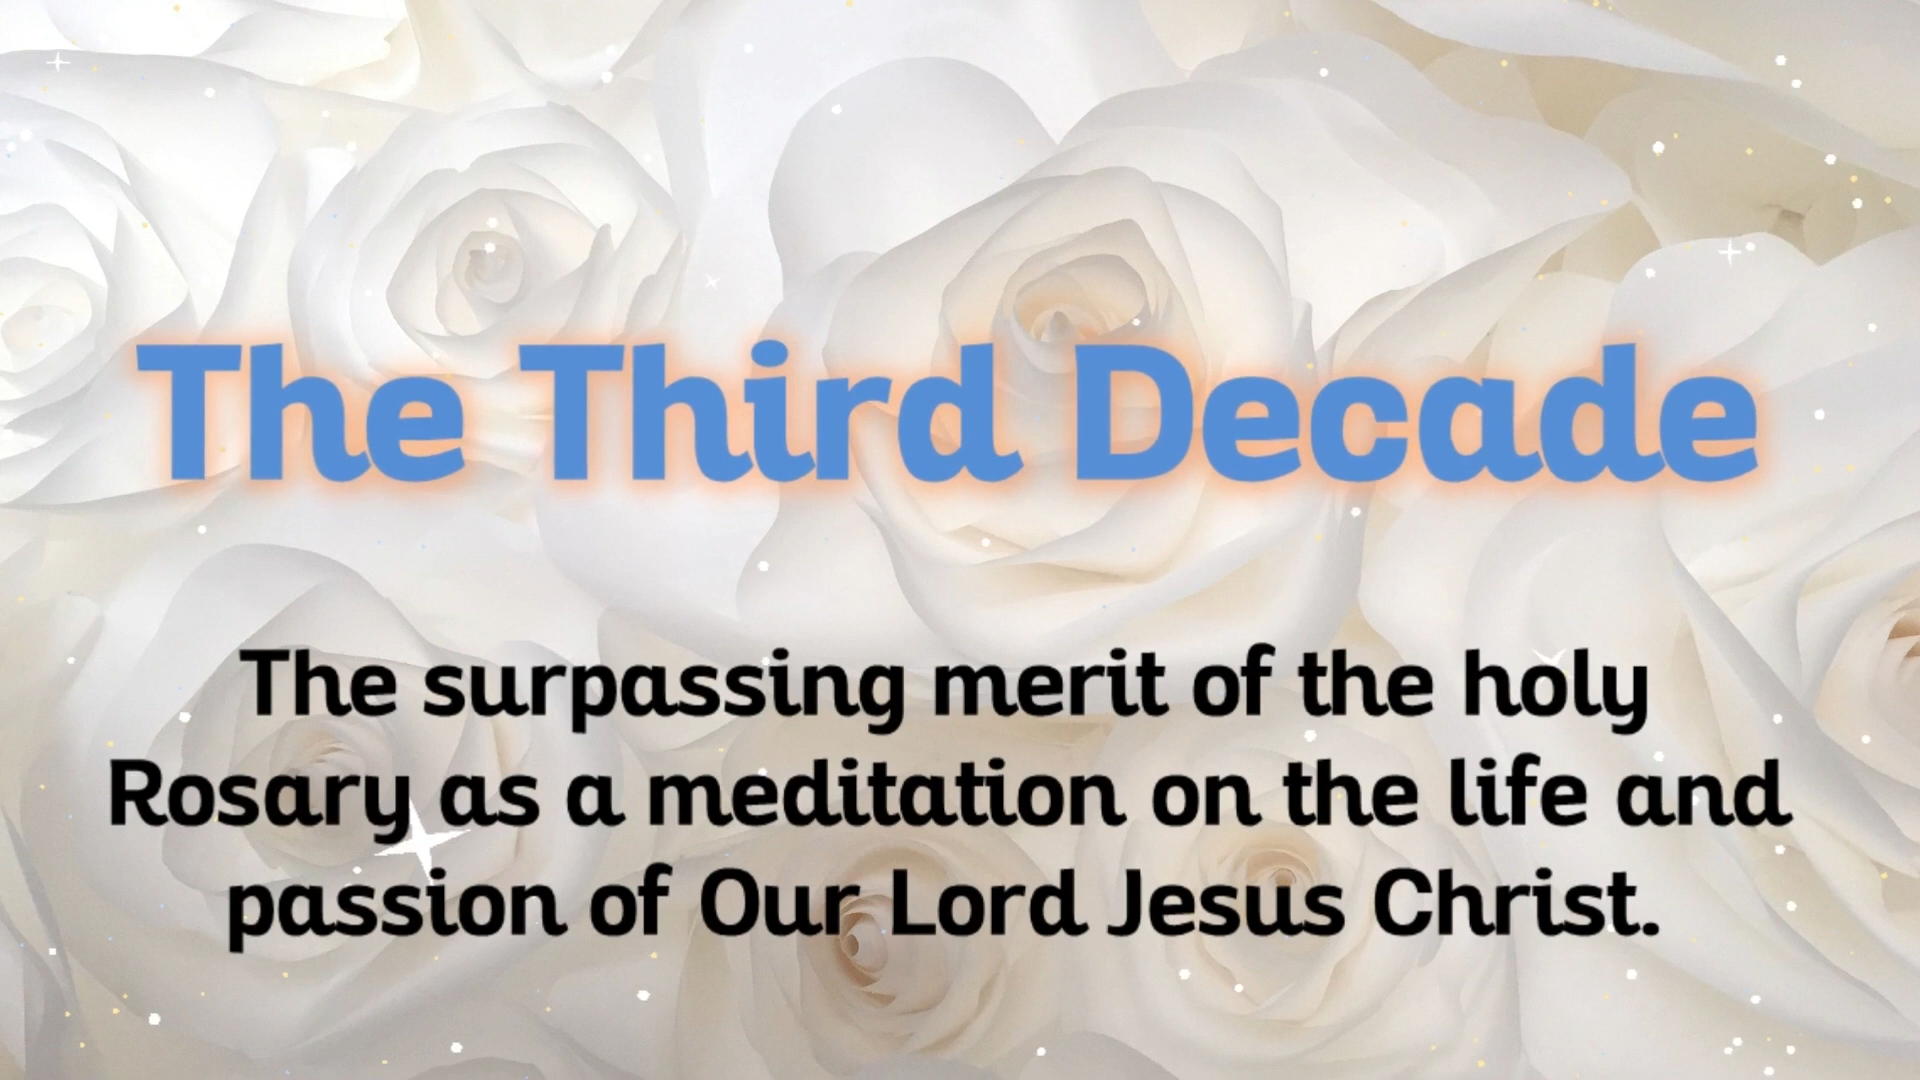 The Third Decade
The surpassing merit of the holy
Rosary as a meditation on the life and
passion of Our Lord Jesus Christ.